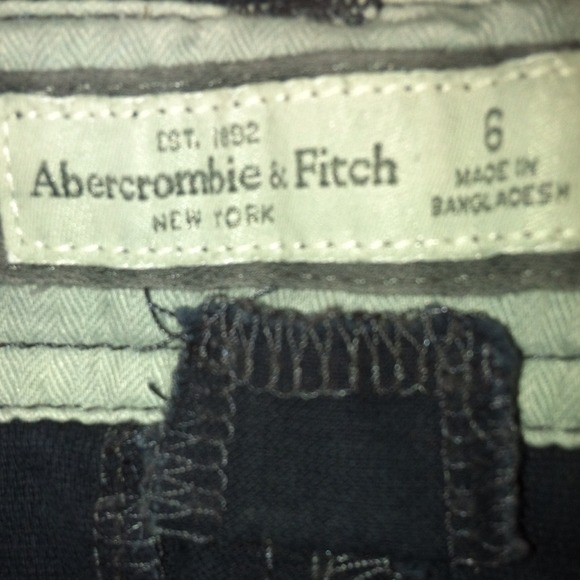 EST. 1892
Abercrombie & Fitch
NEW YORK
6
MADE IN
BANGLADESH